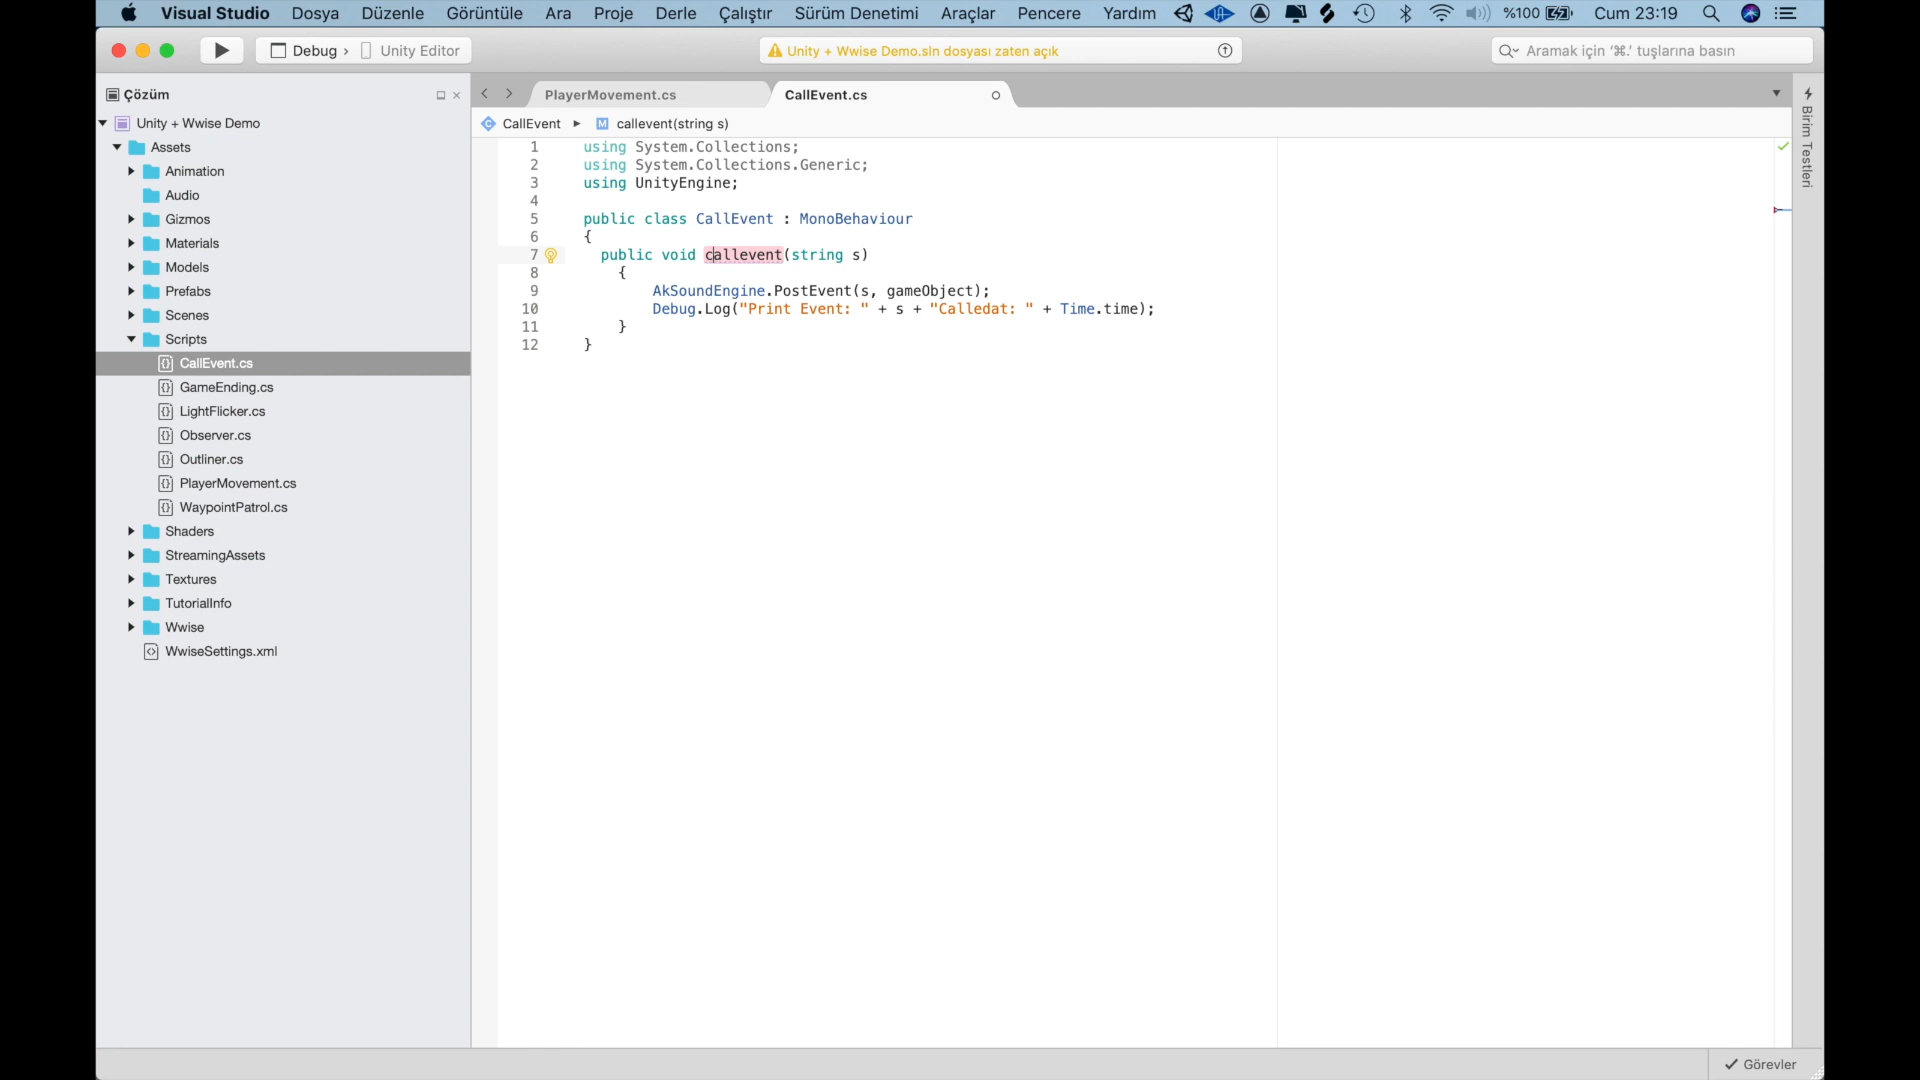 Visual Studio Dosya Düzenle Görüntüle Ara Proje Derle Çalıştır Sürüm Denetimi Araçlar Pencere Yardım %100 Cum 23:19
Debug › Unity Editor
Unity + Wwise Demo.sln dosyası zaten açık
Aramak için ‘⌘.’ tuşlarına basın
Çözüm
PlayerMovement.cs
CallEvent.cs
CallEvent ▸ M callevent(string s)
Unity + Wwise Demo
Assets
Animation
Audio
Gizmos
Materials
Models
Prefabs
Scenes
Scripts
CallEvent.cs
GameEnding.cs
LightFlicker.cs
Observer.cs
Outliner.cs
PlayerMovement.cs
WaypointPatrol.cs
Shaders
StreamingAssets
Textures
TutorialInfo
Wwise
WwiseSettings.xml
1 using System.Collections;
2 using System.Collections.Generic;
3 using UnityEngine;
4
5 public class CallEvent : MonoBehaviour
6 {
7 public void callevent(string s)
8 {
9 AkSoundEngine.PostEvent(s, gameObject);
10 Debug.Log("Print Event: " + s + "Calledat: " + Time.time);
11 }
12 }
Birim Testleri
Görevler